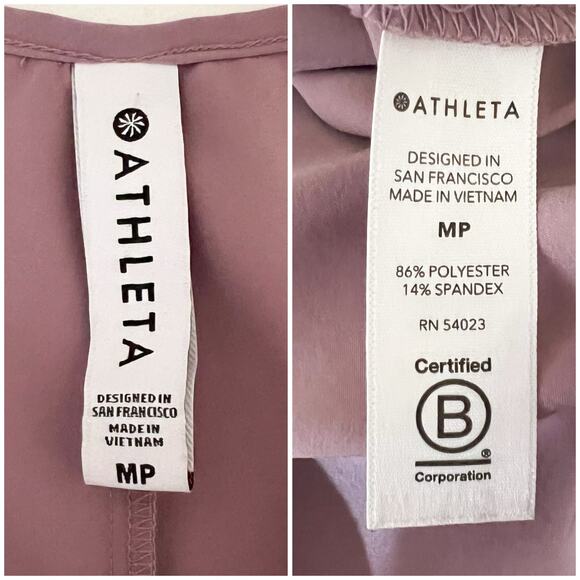 ATHLETA
DESIGNED IN
SAN FRANCISCO
MADE IN
VIETNAM
MP
ATHLETA
DESIGNED IN
SAN FRANCISCO
MADE IN VIETNAM
MP
86% POLYESTER
14% SPANDEX
RN 54023
Certified
B
®
Corporation